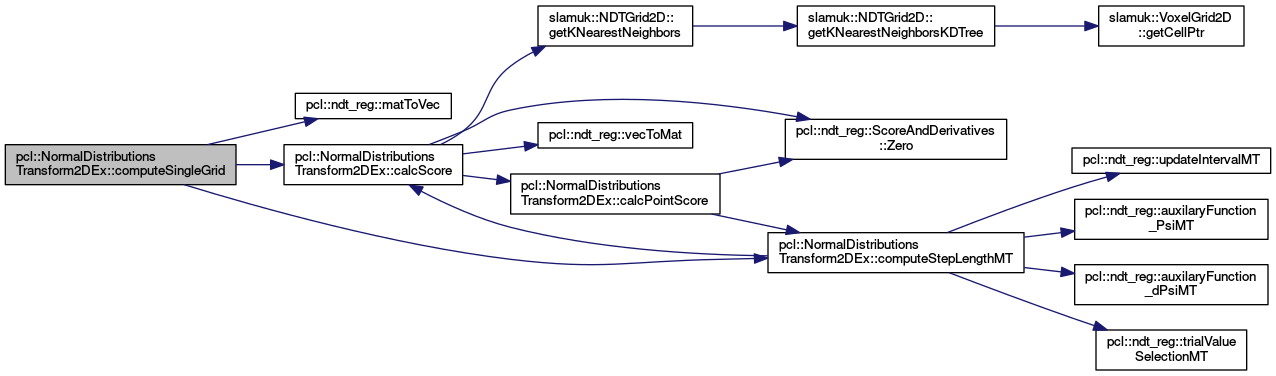 slamuk::NDTGrid2D::
getKNearestNeighbors
slamuk::NDTGrid2D::
getKNearestNeighborsKDTree
slamuk::VoxelGrid2D
::getCellPtr
pcl::ndt_reg::matToVec
pcl::ndt_reg::vecToMat
pcl::ndt_reg::ScoreAndDerivatives
::Zero
pcl::NormalDistributions
Transform2DEx::computeSingleGrid
pcl::NormalDistributions
Transform2DEx::calcScore
pcl::NormalDistributions
Transform2DEx::calcPointScore
pcl::ndt_reg::updateIntervalMT
pcl::ndt_reg::auxilaryFunction
_PsiMT
pcl::NormalDistributions
Transform2DEx::computeStepLengthMT
pcl::ndt_reg::auxilaryFunction
_dPsiMT
pcl::ndt_reg::trialValue
SelectionMT